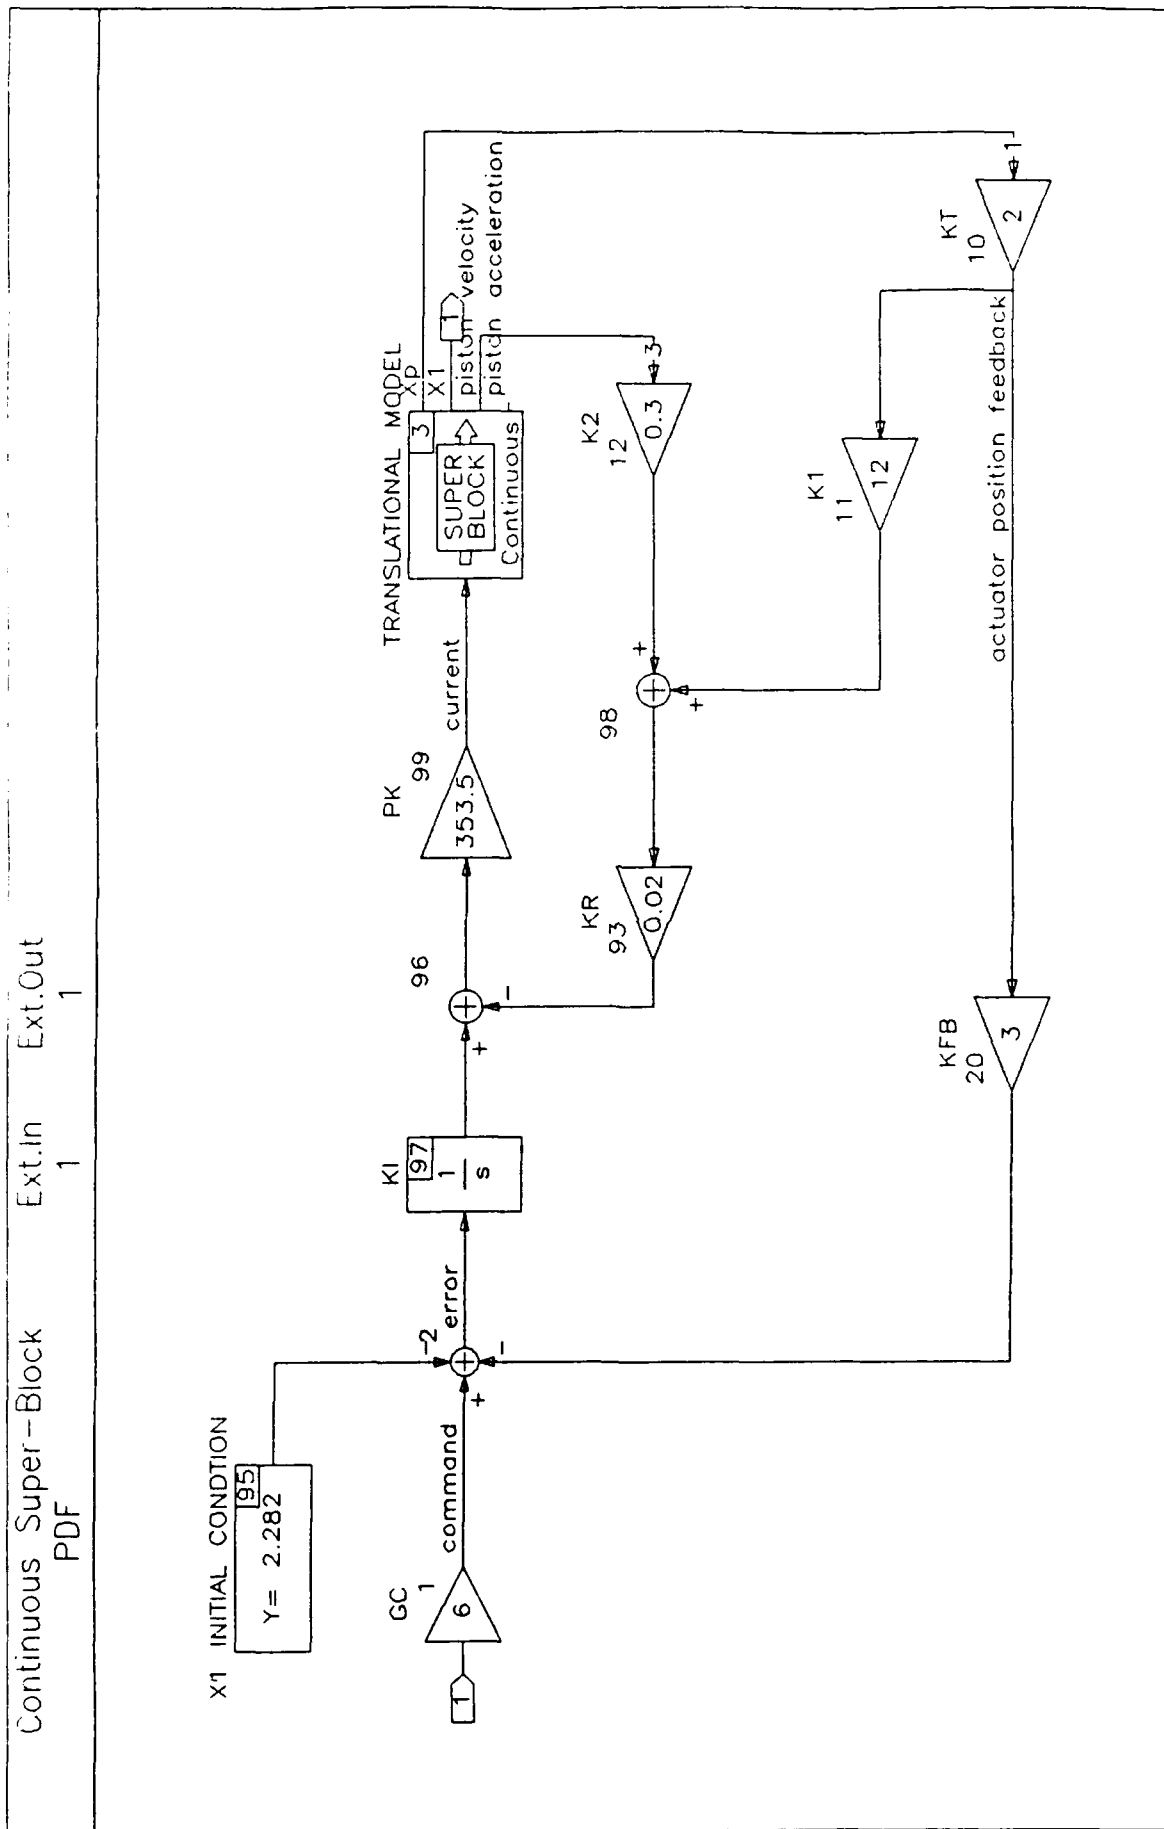 Continuous Super-Block Ext.In Ext.Out
PDF 1 1
X1 INITIAL CONDTION
95
Y= 2.282
GC
1
1
6
command
-2
+
-
error
KI
97
1
s
96
+
-
PK
99
353.5
current
TRANSLATIONAL MODEL
3
SUPER
BLOCK
Continuous
Xp
X1
1
piston velocity
piston acceleration
3
K2
12
0.3
98
+
+
KR
93
0.02
K1
11
12
1
KT
10
2
actuator position feedback
KFB
20
3